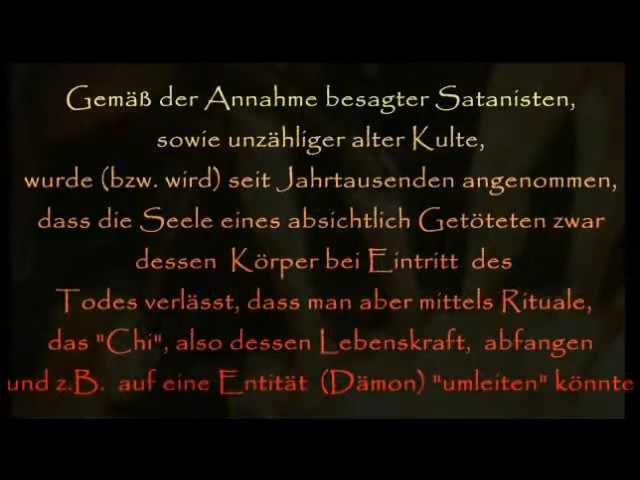 Gemäß der Annahme besagter Satanisten,
sowie unzähliger alter Kulte,
wurde (bzw. wird) seit Jahrtausenden angenommen,
dass die Seele eines absichtlich Getöteten zwar
dessen Körper bei Eintritt des
Todes verlässt, dass man aber mittels Rituale,
das "Chi", also dessen Lebenskraft, abfangen
und z.B. auf eine Entität (Dämon) "umleiten" könnte